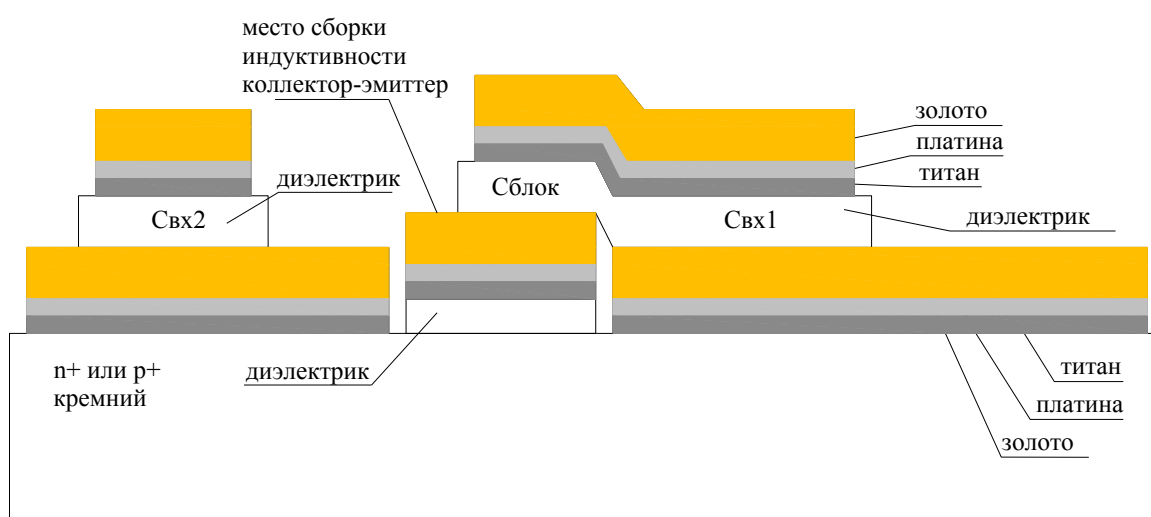 место сборки
индуктивности
коллектор-эмиттер
золото
платина
титан
диэлектрик
Сблок
Свх2
Свх1
диэлектрик
n+ или p+
кремний
диэлектрик
титан
платина
золото